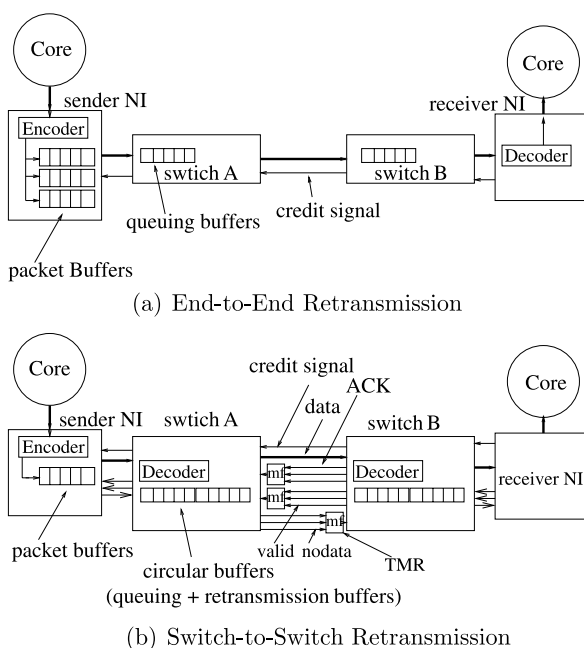 Core
sender NI
Encoder
packet Buffers
swtich A
queuing buffers
credit signal
switch B
receiver NI
Core
Decoder
(a) End-to-End Retransmission
Core
sender NI
Encoder
packet buffers
credit signal
ACK
swtich A
data
switch B
Core
Decoder
mf
mf
mf
Decoder
receiver NI
valid
nodata
TMR
circular buffers
(queuing + retransmission buffers)
(b) Switch-to-Switch Retransmission